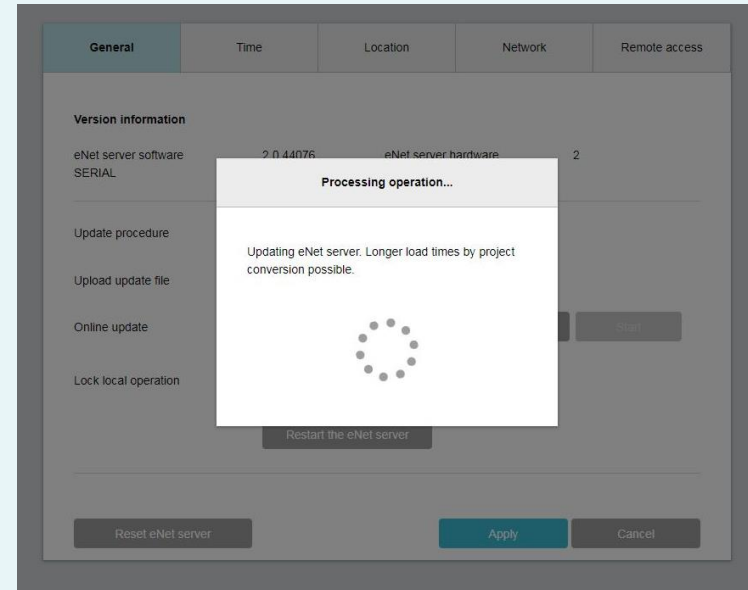 General Time Location Network Remote access
Version information
eNet server software 2.0.44076 eNet server hardware 2
SERIAL
Processing operation...
Update procedure
Updating eNet server. Longer load times by project
conversion possible.
Upload update file
Online update Start
Lock local operation
Restart the eNet server
Reset eNet server Apply Cancel